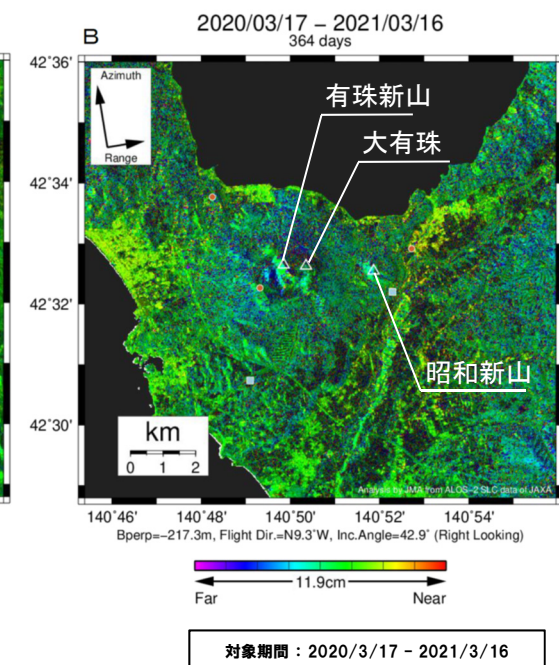 B
2020/03/17 – 2021/03/16
364 days
42˚36'
Azimuth
Range
有珠新山
大有珠
42˚34'
42˚32'
昭和新山
42˚30'
km
0 1 2
Analysis by JMA from ALOS-2 SLC data of JAXA
140˚46' 140˚48' 140˚50' 140˚52' 140˚54'
Bperp=−217.3m, Flight Dir.=N9.3˚W, Inc.Angle=42.9˚ (Right Looking)
11.9cm
Far Near
対象期間：2020/3/17 - 2021/3/16